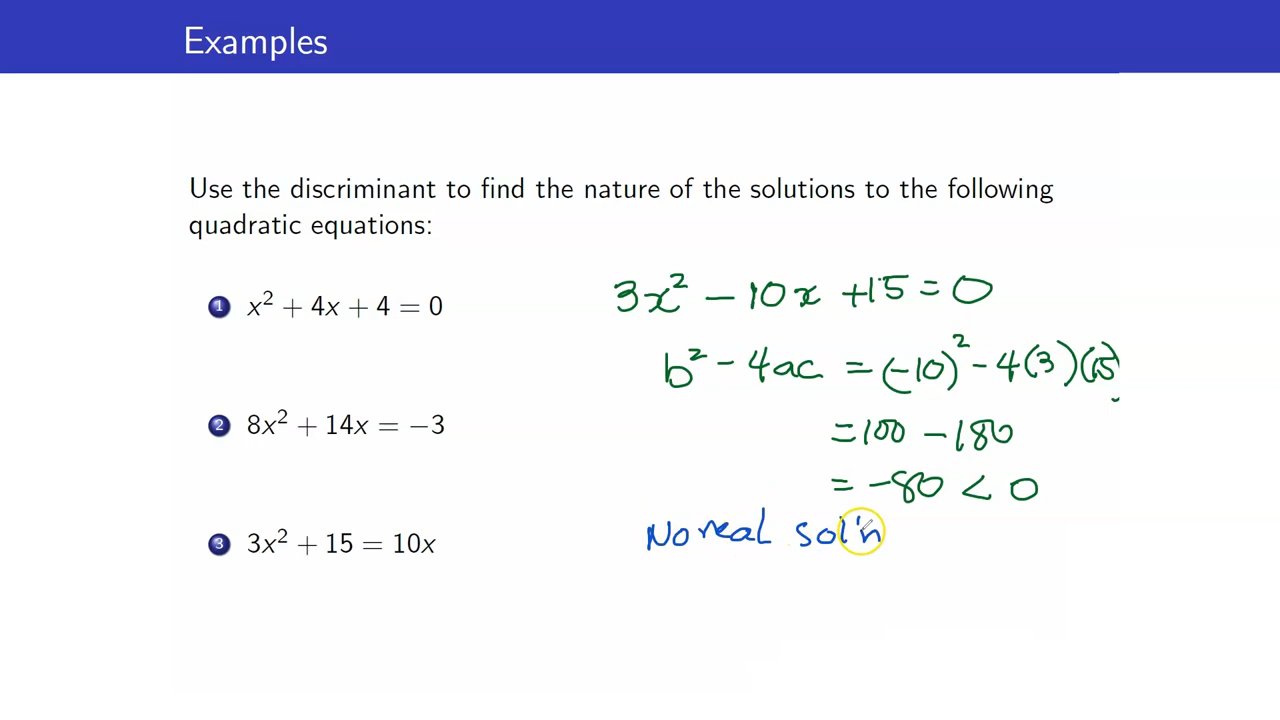 Examples
Use the discriminant to find the nature of the solutions to the following
quadratic equations:
1 x² + 4x + 4 = 0
2 8x² + 14x = −3
3 3x² + 15 = 10x
3x² − 10x + 15 = 0
b² − 4ac = (−10)² − 4(3)(15)
= 100 − 180
= −80 < 0
No real sol'n